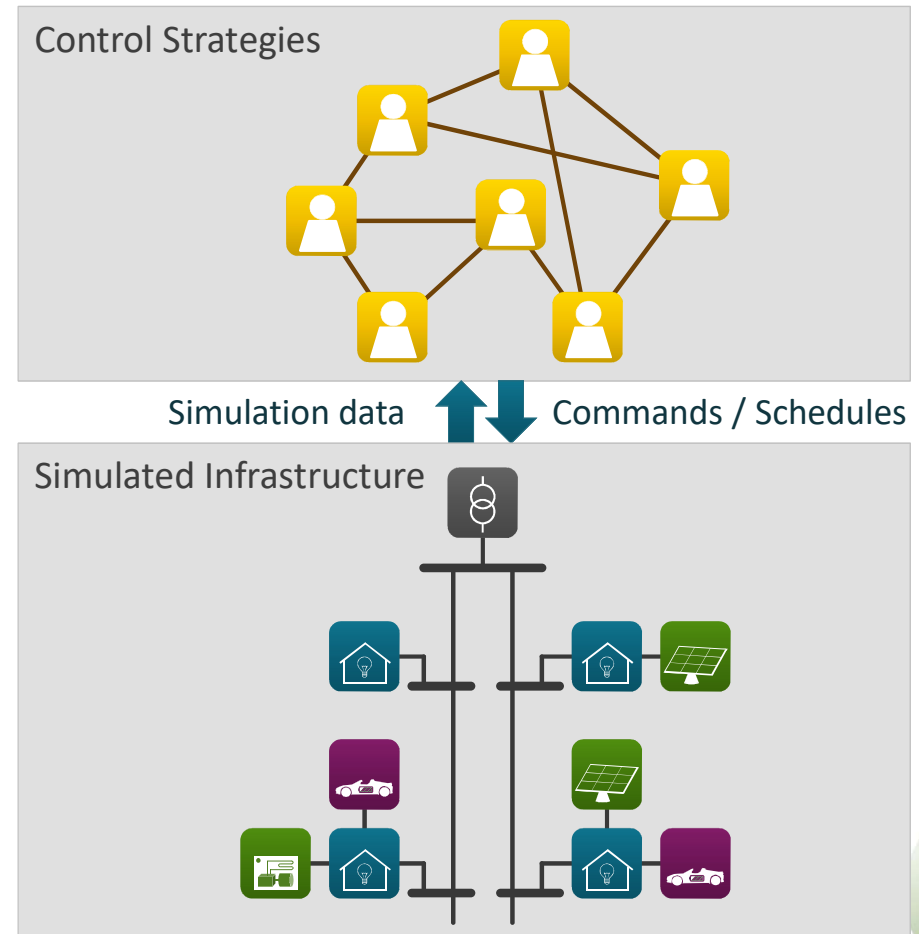 Control Strategies
Simulation data
Commands / Schedules
Simulated Infrastructure